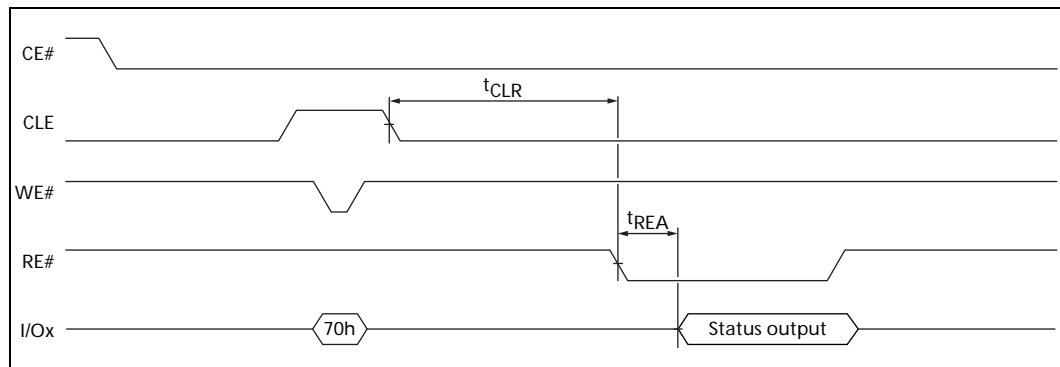 CE#
tCLR
CLE
WE#
tREA
RE#
I/Ox
70h
Status output